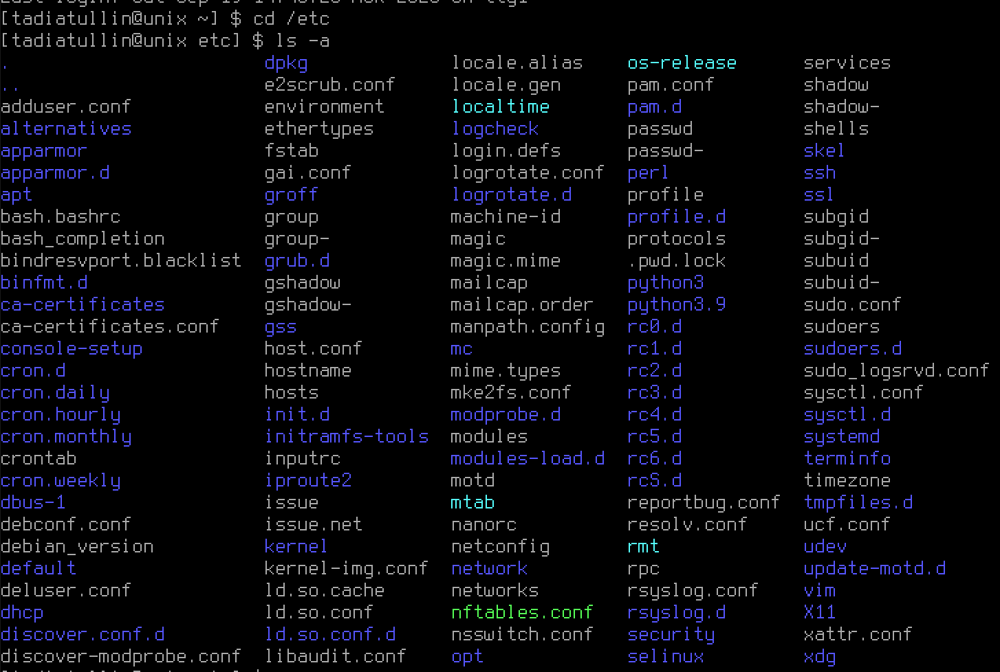 [tadiatullin@unix ~] $ cd /etc
[tadiatullin@unix etc] $ ls -a
. dpkg locale.alias os-release services
.. e2scrub.conf locale.gen pam.conf shadow
adduser.conf environment localtime pam.d shadow-
alternatives ethertypes logcheck passwd shells
apparmor fstab login.defs passwd- skel
apparmor.d gai.conf logrotate.conf perl ssh
apt groff logrotate.d profile ssl
bash.bashrc group machine-id profile.d subgid
bash_completion group- magic protocols subgid-
bindresvport.blacklist grub.d magic.mime .pwd.lock subuid
binfmt.d gshadow mailcap python3 subuid-
ca-certificates gshadow- mailcap.order python3.9 sudo.conf
ca-certificates.conf gss manpath.config rc0.d sudoers
console-setup host.conf mc rc1.d sudoers.d
cron.d hostname mime.types rc2.d sudo_logsrvd.conf
cron.daily hosts mke2fs.conf rc3.d sysctl.conf
cron.hourly init.d modprobe.d rc4.d sysctl.d
cron.monthly initramfs-tools modules rc5.d systemd
crontab inputrc modules-load.d rc6.d terminfo
cron.weekly iproute2 motd rcS.d timezone
dbus-1 issue mtab reportbug.conf tmpfiles.d
debconf.conf issue.net nanorc resolv.conf ucf.conf
debian_version kernel netconfig rmt udev
default kernel-img.conf network rpc update-motd.d
deluser.conf ld.so.cache networks rsyslog.conf vim
dhcp ld.so.conf nftables.conf rsyslog.d X11
discover.conf.d ld.so.conf.d nsswitch.conf security xattr.conf
discover-modprobe.conf libaudit.conf opt selinux xdg